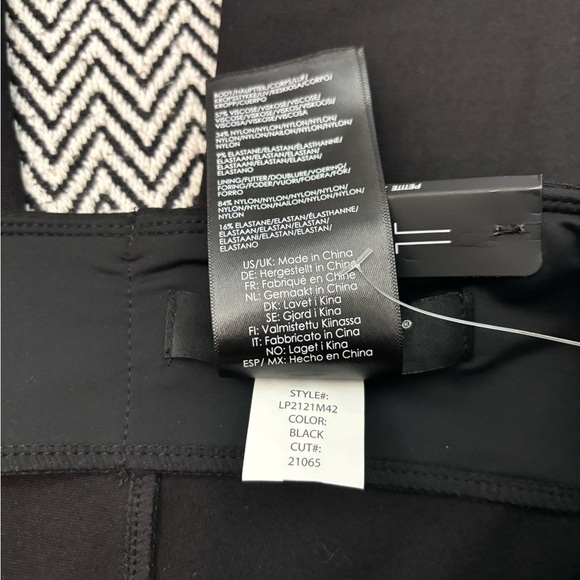 BODY/HAUPTTEIL/CORPS/LIJF/
KROPSSTYKKE/LIV/KESKIOSA/CORPO/
KROPP/CUERPO
57% VISCOSE/VISKOSE/VISCOSE/
VISCOSE/VISKOSE/VISKOS/VISKOOSI/
VISCOSA/VISKOSE/VISCOSA
34% NYLON/NYLON/NYLON/NYLON/
NYLON/NYLON/NAILON/NYLON/NYLON/
NYLON
9% ELASTANE/ELASTAN/ÉLASTHANNE/
ELASTAAN/ELASTAN/ELASTAN/
ELASTAANI/ELASTAN/ELASTAN/
ELASTANO
LINING/FUTTER/DOUBLURE/VOERING/
FORING/FODER/VUORI/FODERA/FOR/
FORRO
84% NYLON/NYLON/NYLON/NYLON/
NYLON/NYLON/NAILON/NYLON/NYLON/
NYLON
16% ELASTANE/ELASTAN/ÉLASTHANNE/
ELASTAAN/ELASTAN/ELASTAN/
ELASTAANI/ELASTAN/ELASTAN/
ELASTANO
US/UK: Made in China
DE: Hergestellt in China
FR: Fabriqué en Chine
NL: Gemaakt in China
DK: Lavet i Kina
SE: Gjord i Kina
FI: Valmistettu Kiinassa
IT: Fabbricato in Cina
NO: Laget i Kina
ESP/ MX: Hecho en China
PETITE
®
STYLE#:
LP2121M42
COLOR:
BLACK
CUT#:
21065